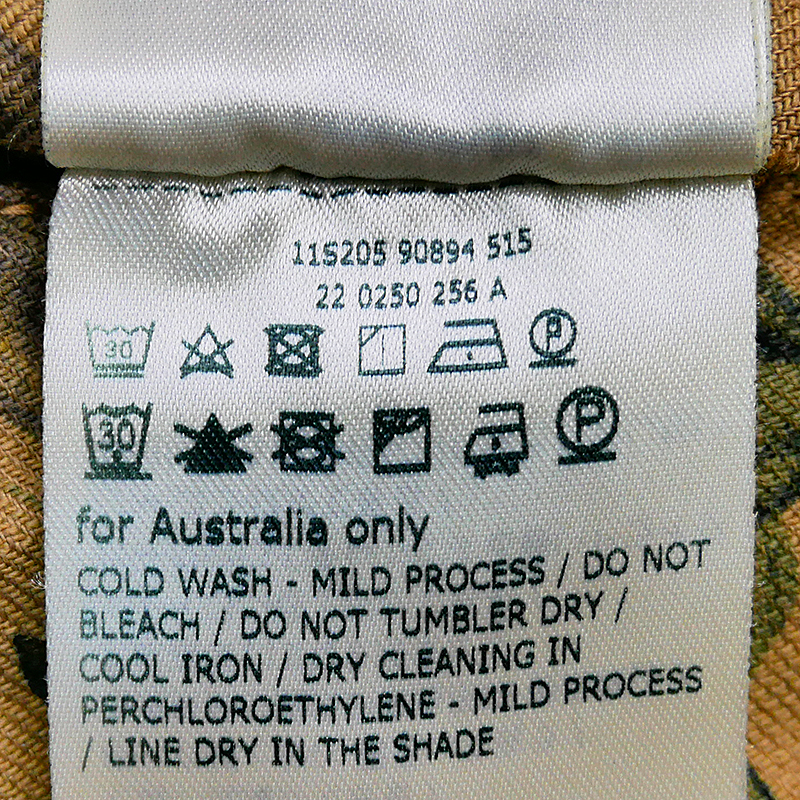 11S205 90894 515
22 0250 256 A
30
P
30
P
for Australia only
COLD WASH - MILD PROCESS / DO NOT
BLEACH / DO NOT TUMBLER DRY /
COOL IRON / DRY CLEANING IN
PERCHLOROETHYLENE - MILD PROCESS
/ LINE DRY IN THE SHADE